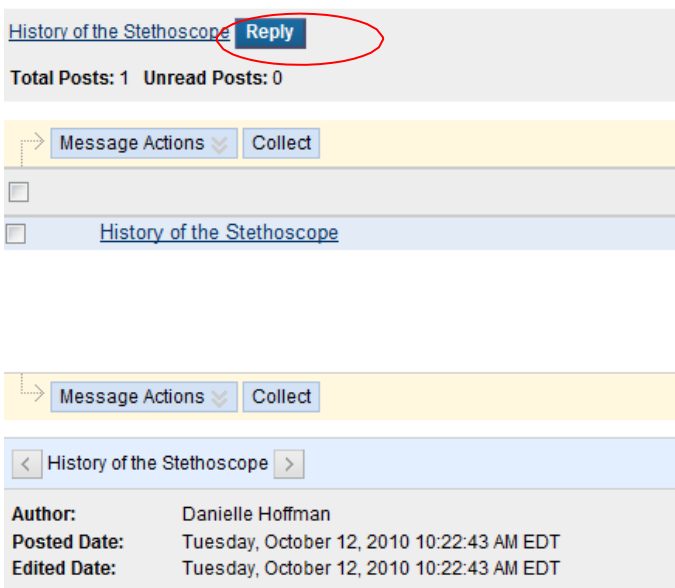 History of the Stethoscope Reply
Total Posts: 1 Unread Posts: 0
Message Actions Collect
History of the Stethoscope
Message Actions Collect
< History of the Stethoscope >
Author: Danielle Hoffman
Posted Date: Tuesday, October 12, 2010 10:22:43 AM EDT
Edited Date: Tuesday, October 12, 2010 10:22:43 AM EDT